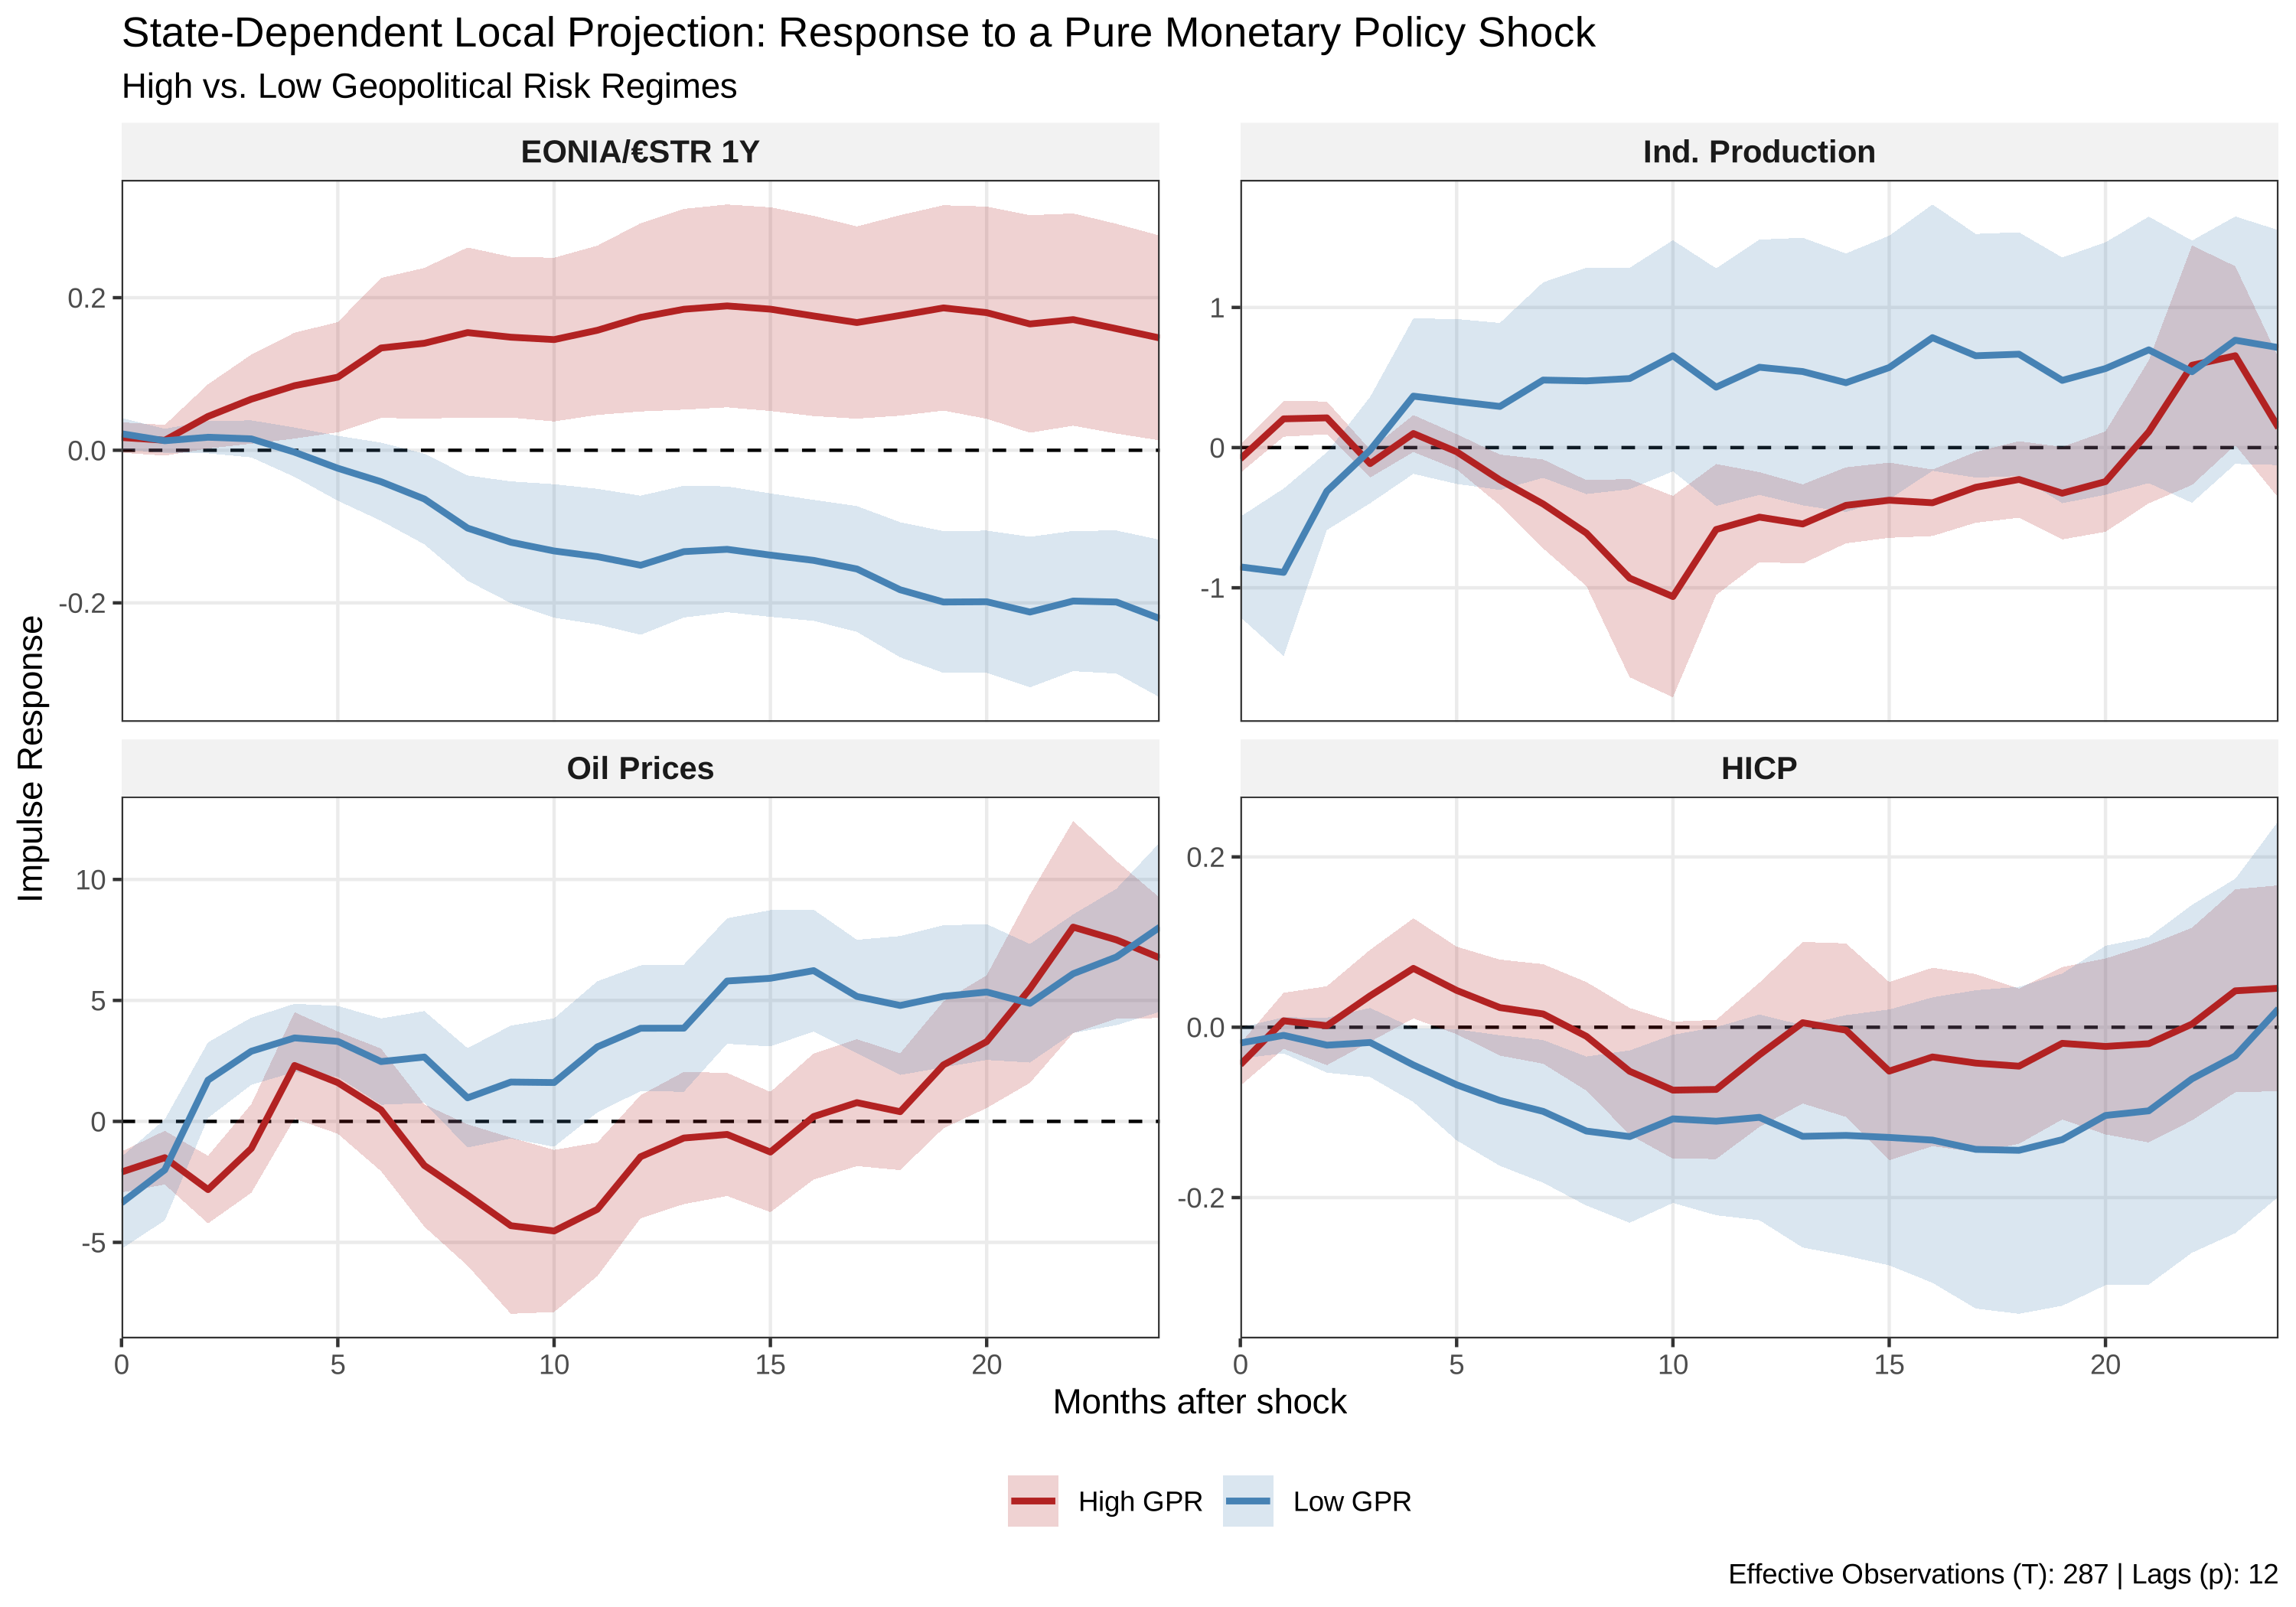 State-Dependent Local Projection: Response to a Pure Monetary Policy Shock
High vs. Low Geopolitical Risk Regimes
EONIA/€STR 1Y
Ind. Production
0.2
0.0
-0.2
1
0
-1
Impulse Response
Oil Prices
HICP
10
5
0
-5
0.2
0.0
-0.2
0 5 10 15 20
0 5 10 15 20
Months after shock
High GPR
Low GPR
Effective Observations (T): 287 | Lags (p): 12